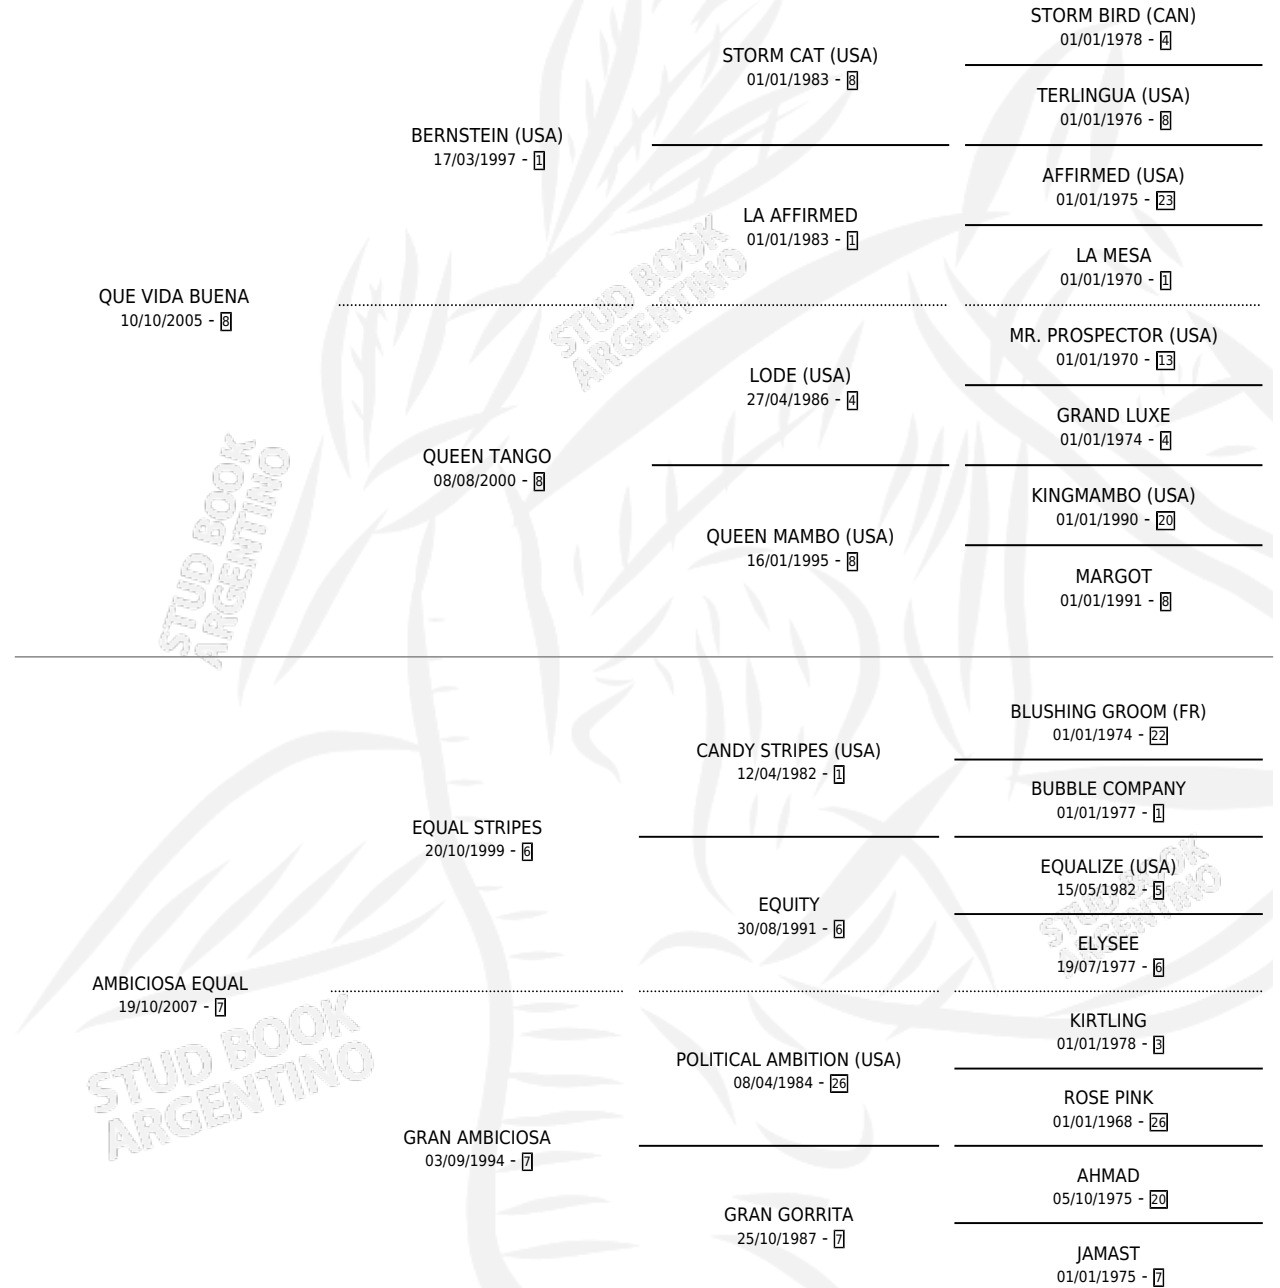 STORM BIRD (CAN)
01/01/1978 - 4
STORM CAT (USA)
01/01/1983 - 8
TERLINGUA (USA)
01/01/1976 - 8
BERNSTEIN (USA)
17/03/1997 - 1
AFFIRMED (USA)
01/01/1975 - 23
LA AFFIRMED
01/01/1983 - 1
LA MESA
01/01/1970 - 1
QUE VIDA BUENA
10/10/2005 - 8
MR. PROSPECTOR (USA)
01/01/1970 - 13
LODE (USA)
27/04/1986 - 4
GRAND LUXE
01/01/1974 - 4
QUEEN TANGO
08/08/2000 - 8
KINGMAMBO (USA)
01/01/1990 - 20
QUEEN MAMBO (USA)
16/01/1995 - 8
MARGOT
01/01/1991 - 8
BLUSHING GROOM (FR)
01/01/1974 - 22
CANDY STRIPES (USA)
12/04/1982 - 1
BUBBLE COMPANY
01/01/1977 - 1
EQUAL STRIPES
20/10/1999 - 6
EQUALIZE (USA)
15/05/1982 - 5
EQUITY
30/08/1991 - 6
ELYSEE
19/07/1977 - 6
AMBICIOSA EQUAL
19/10/2007 - 7
KIRTLING
01/01/1978 - 3
POLITICAL AMBITION (USA)
08/04/1984 - 26
ROSE PINK
01/01/1968 - 26
GRAN AMBICIOSA
03/09/1994 - 7
AHMAD
05/10/1975 - 20
GRAN GORRITA
25/10/1987 - 7
JAMAST
01/01/1975 - 7
STUD BOOK
ARGENTINO
STUD BOOK
ARGENTINO
STUD BOOK
ARGENTINO
STUD BOOK
ARGENTINO